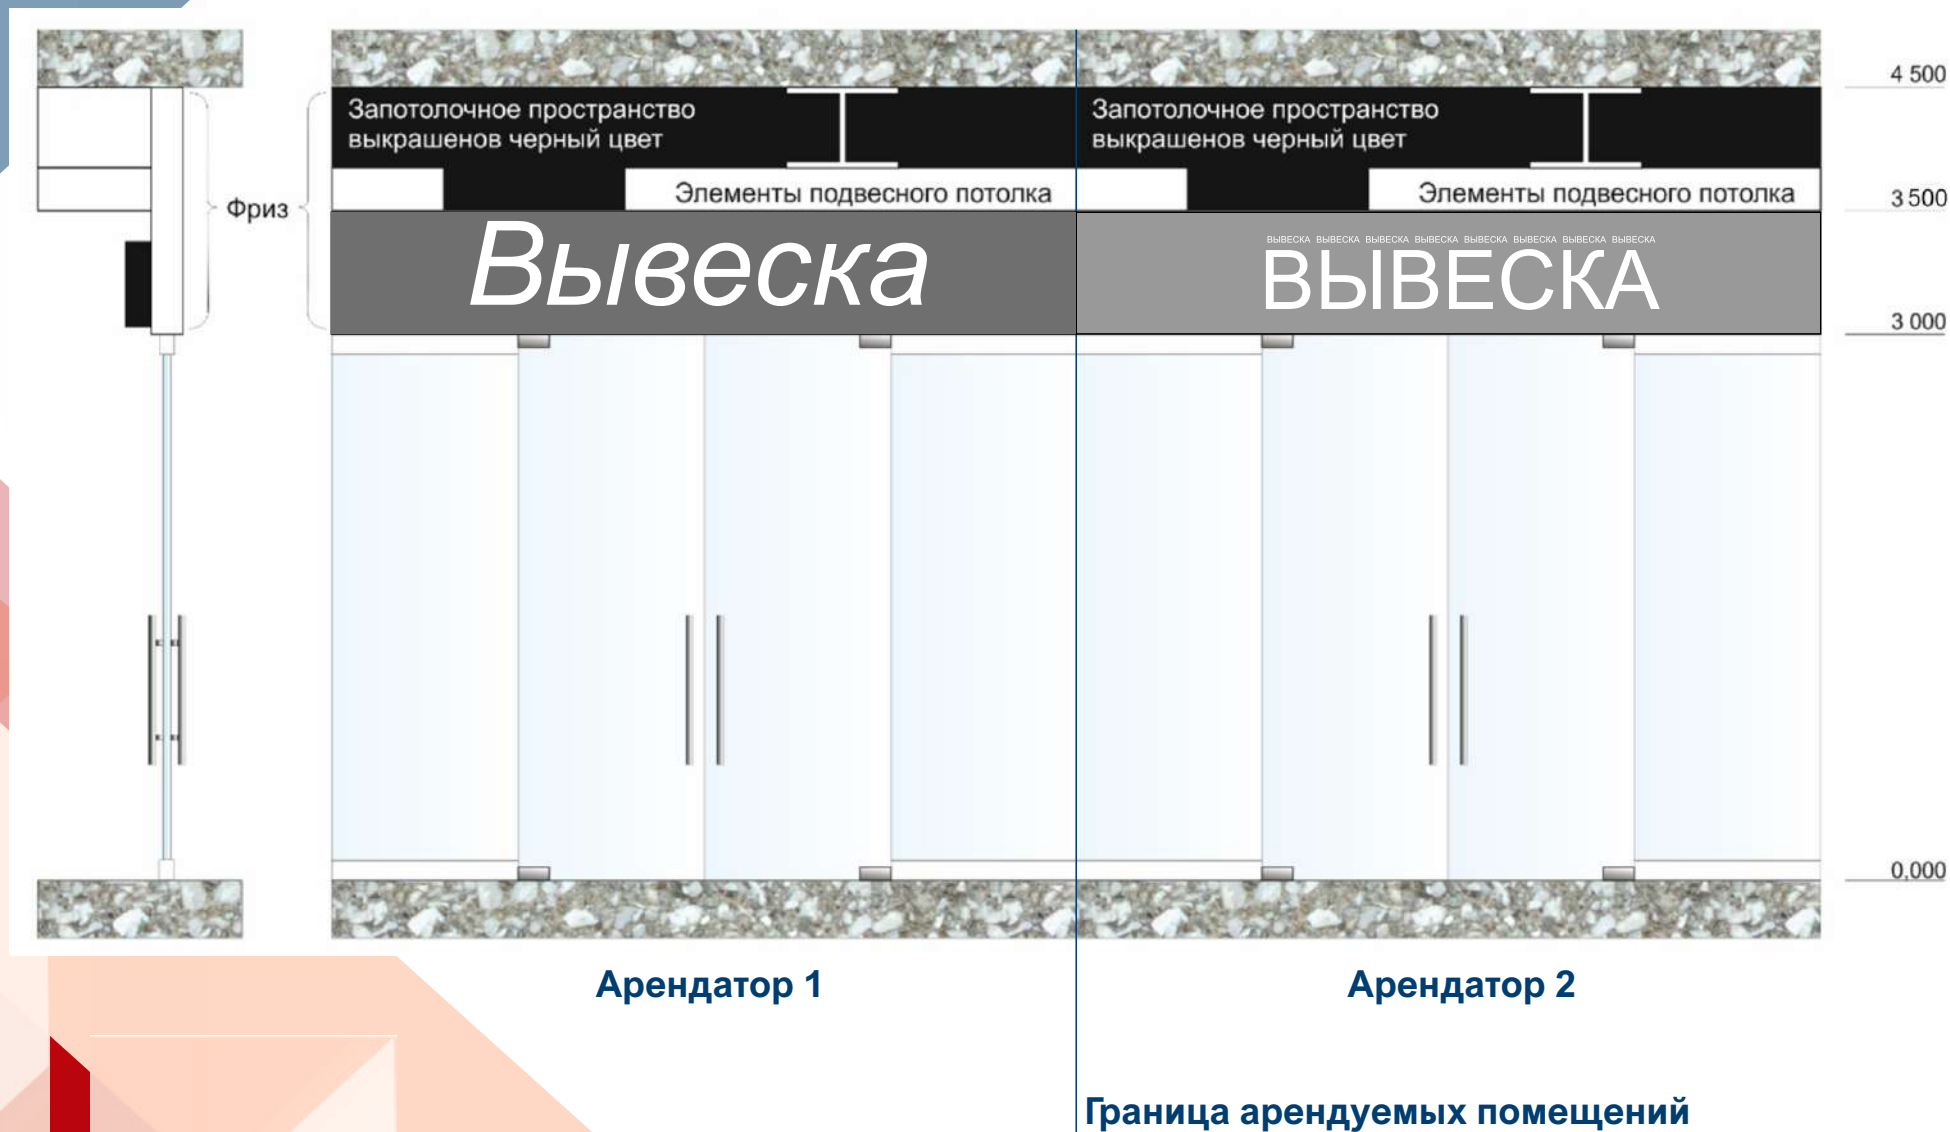 Запотолочное пространство
выкрашенов черный цвет
Запотолочное пространство
выкрашенов черный цвет
4 500
Элементы подвесного потолка
Элементы подвесного потолка
3 500
Фриз
Вывеска
ВЫВЕСКА ВЫВЕСКА ВЫВЕСКА ВЫВЕСКА ВЫВЕСКА ВЫВЕСКА ВЫВЕСКА ВЫВЕСКА
ВЫВЕСКА
3 000
0,000
Арендатор 1
Арендатор 2
Граница арендуемых помещений